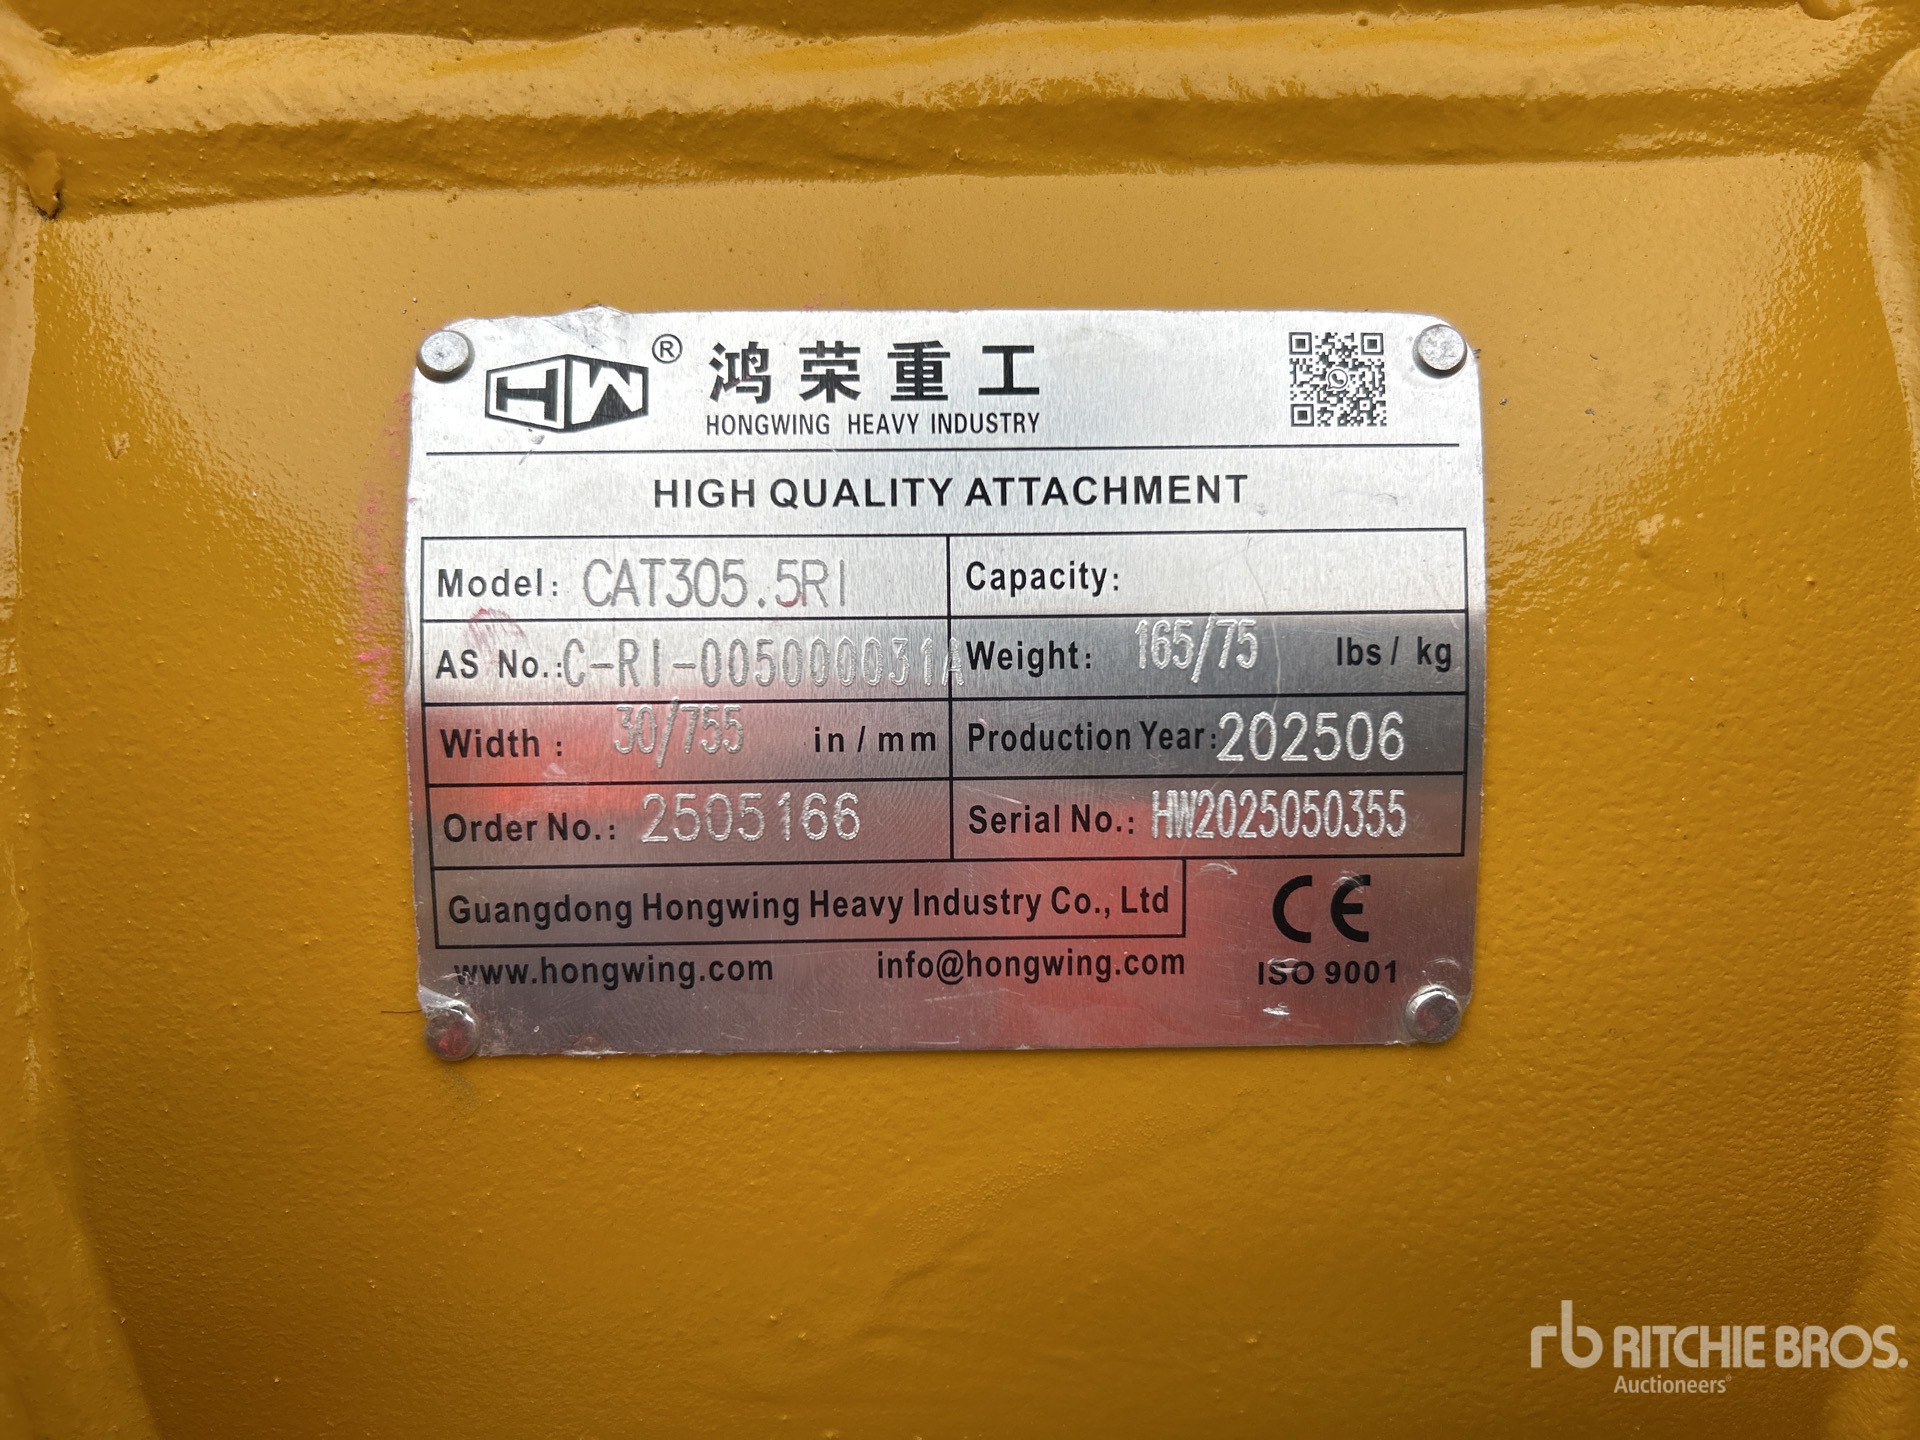 HW ® 鸿荣重工
HONGWING HEAVY INDUSTRY
HIGH QUALITY ATTACHMENT
Model: CAT305.5RI
Capacity:
AS No.: C-RI-005000031A
Weight: 165/75 lbs / kg
Width : 30/755 in / mm
Production Year: 202506
Order No.: 2505166
Serial No.: HW2025050355
Guangdong Hongwing Heavy Industry Co., Ltd
CE
www.hongwing.com info@hongwing.com ISO 9001
rb RITCHIE BROS.
Auctioneers